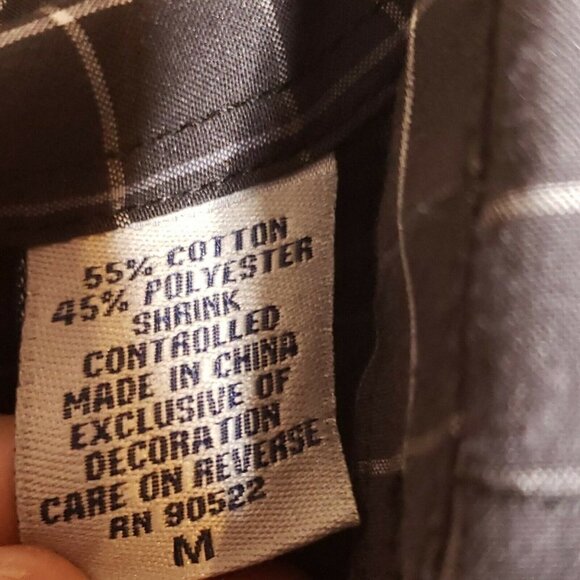 55% COTTON
45% POLYESTER
SHRINK
CONTROLLED
MADE IN CHINA
EXCLUSIVE OF
DECORATION
CARE ON REVERSE
RN 90522
M